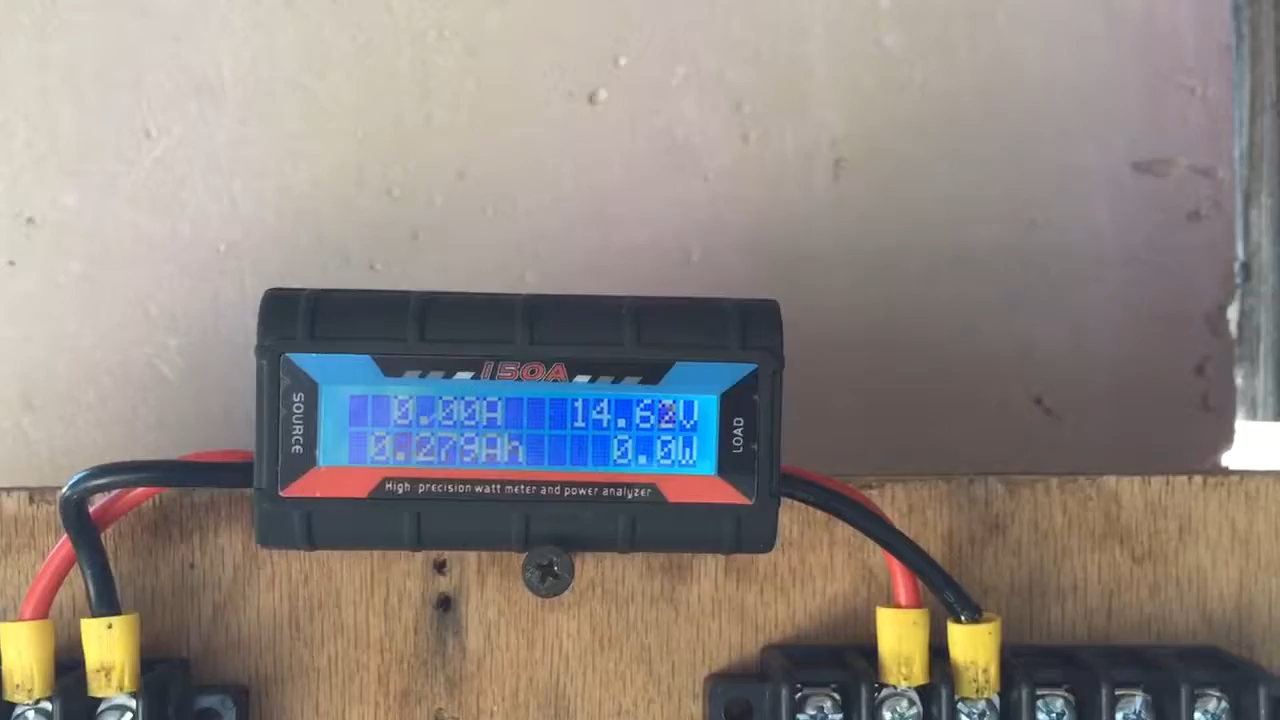 150A
SOURCE
0.00A 14.62V
0.279Ah 0.0W
LOAD
High-precision watt meter and power analyzer